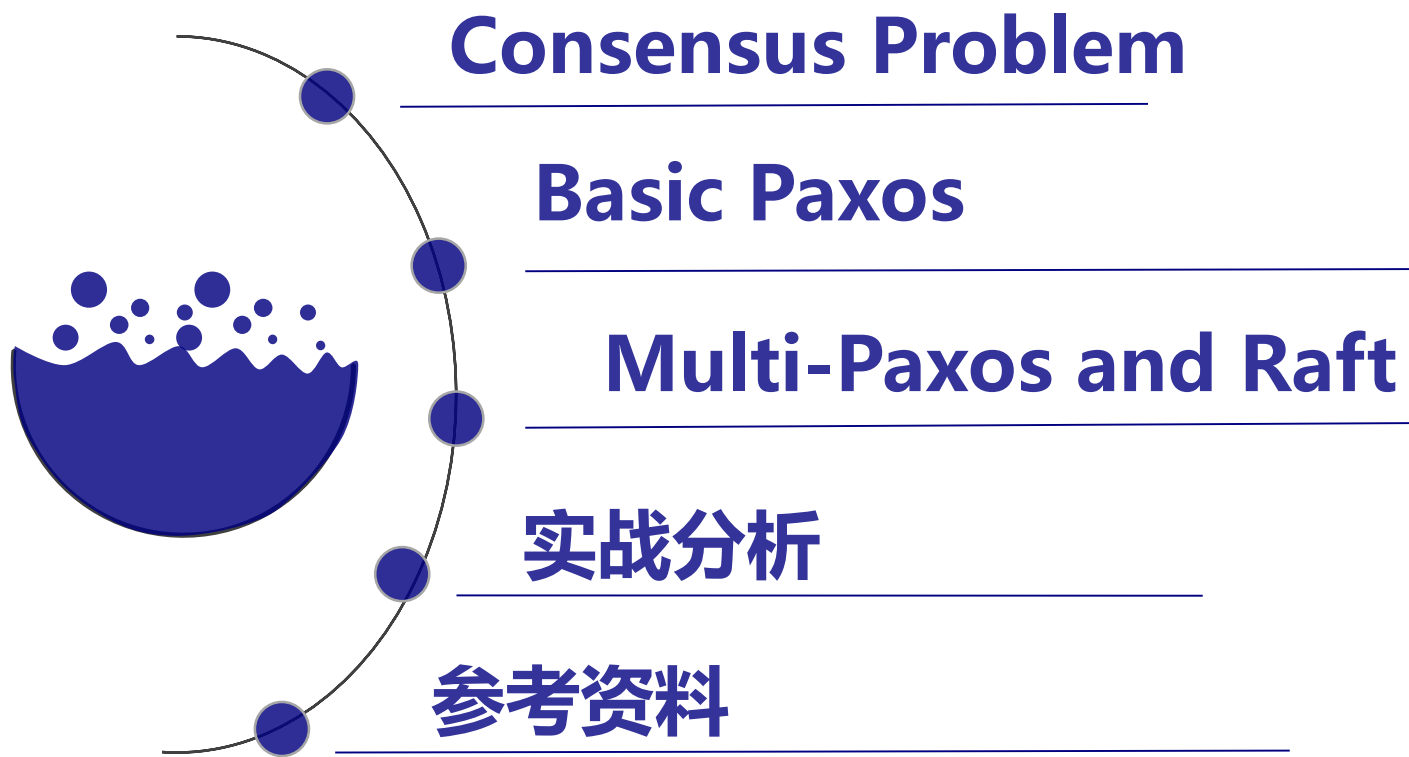 Consensus Problem
Basic Paxos
Multi-Paxos and Raft
实战分析
参考资料